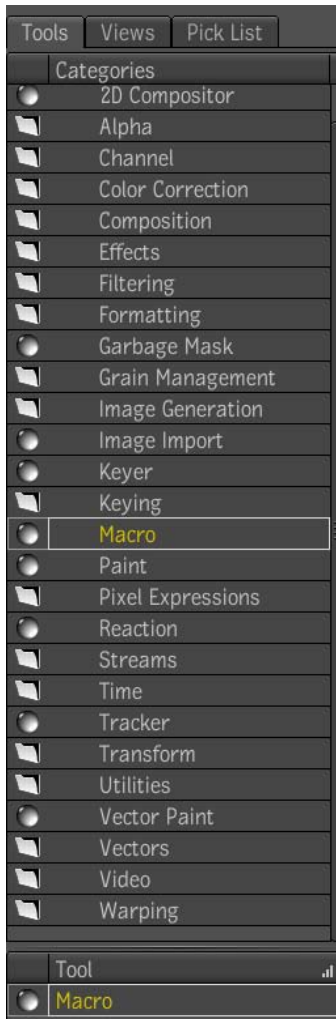 Tools Views Pick List
Categories
2D Compositor
Alpha
Channel
Color Correction
Composition
Effects
Filtering
Formatting
Garbage Mask
Grain Management
Image Generation
Image Import
Keyer
Keying
Macro
Paint
Pixel Expressions
Reaction
Streams
Time
Tracker
Transform
Utilities
Vector Paint
Vectors
Video
Warping
Tool
Macro